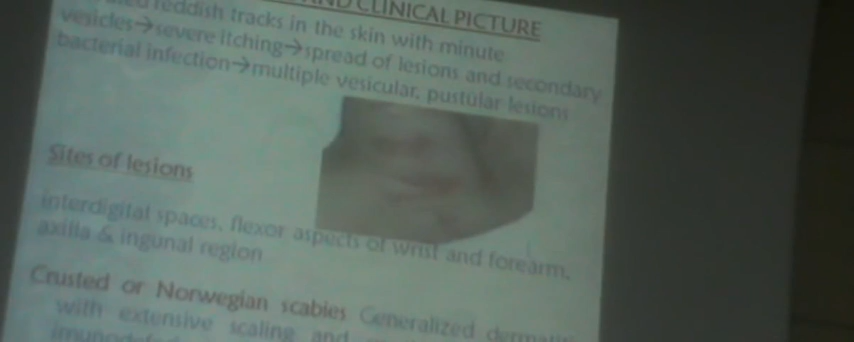 AND CLINICAL PICTURE
reddish tracks in the skin with minute
vesicles→severe itching→spread of lesions and secondary
bacterial infection→multiple vesicular, pustular lesions
Sites of lesions
interdigital spaces, flexor aspects of wrist and forearm,
axilla & ingunal region
Crusted or Norwegian scabies Generalized
with extensive scaling and